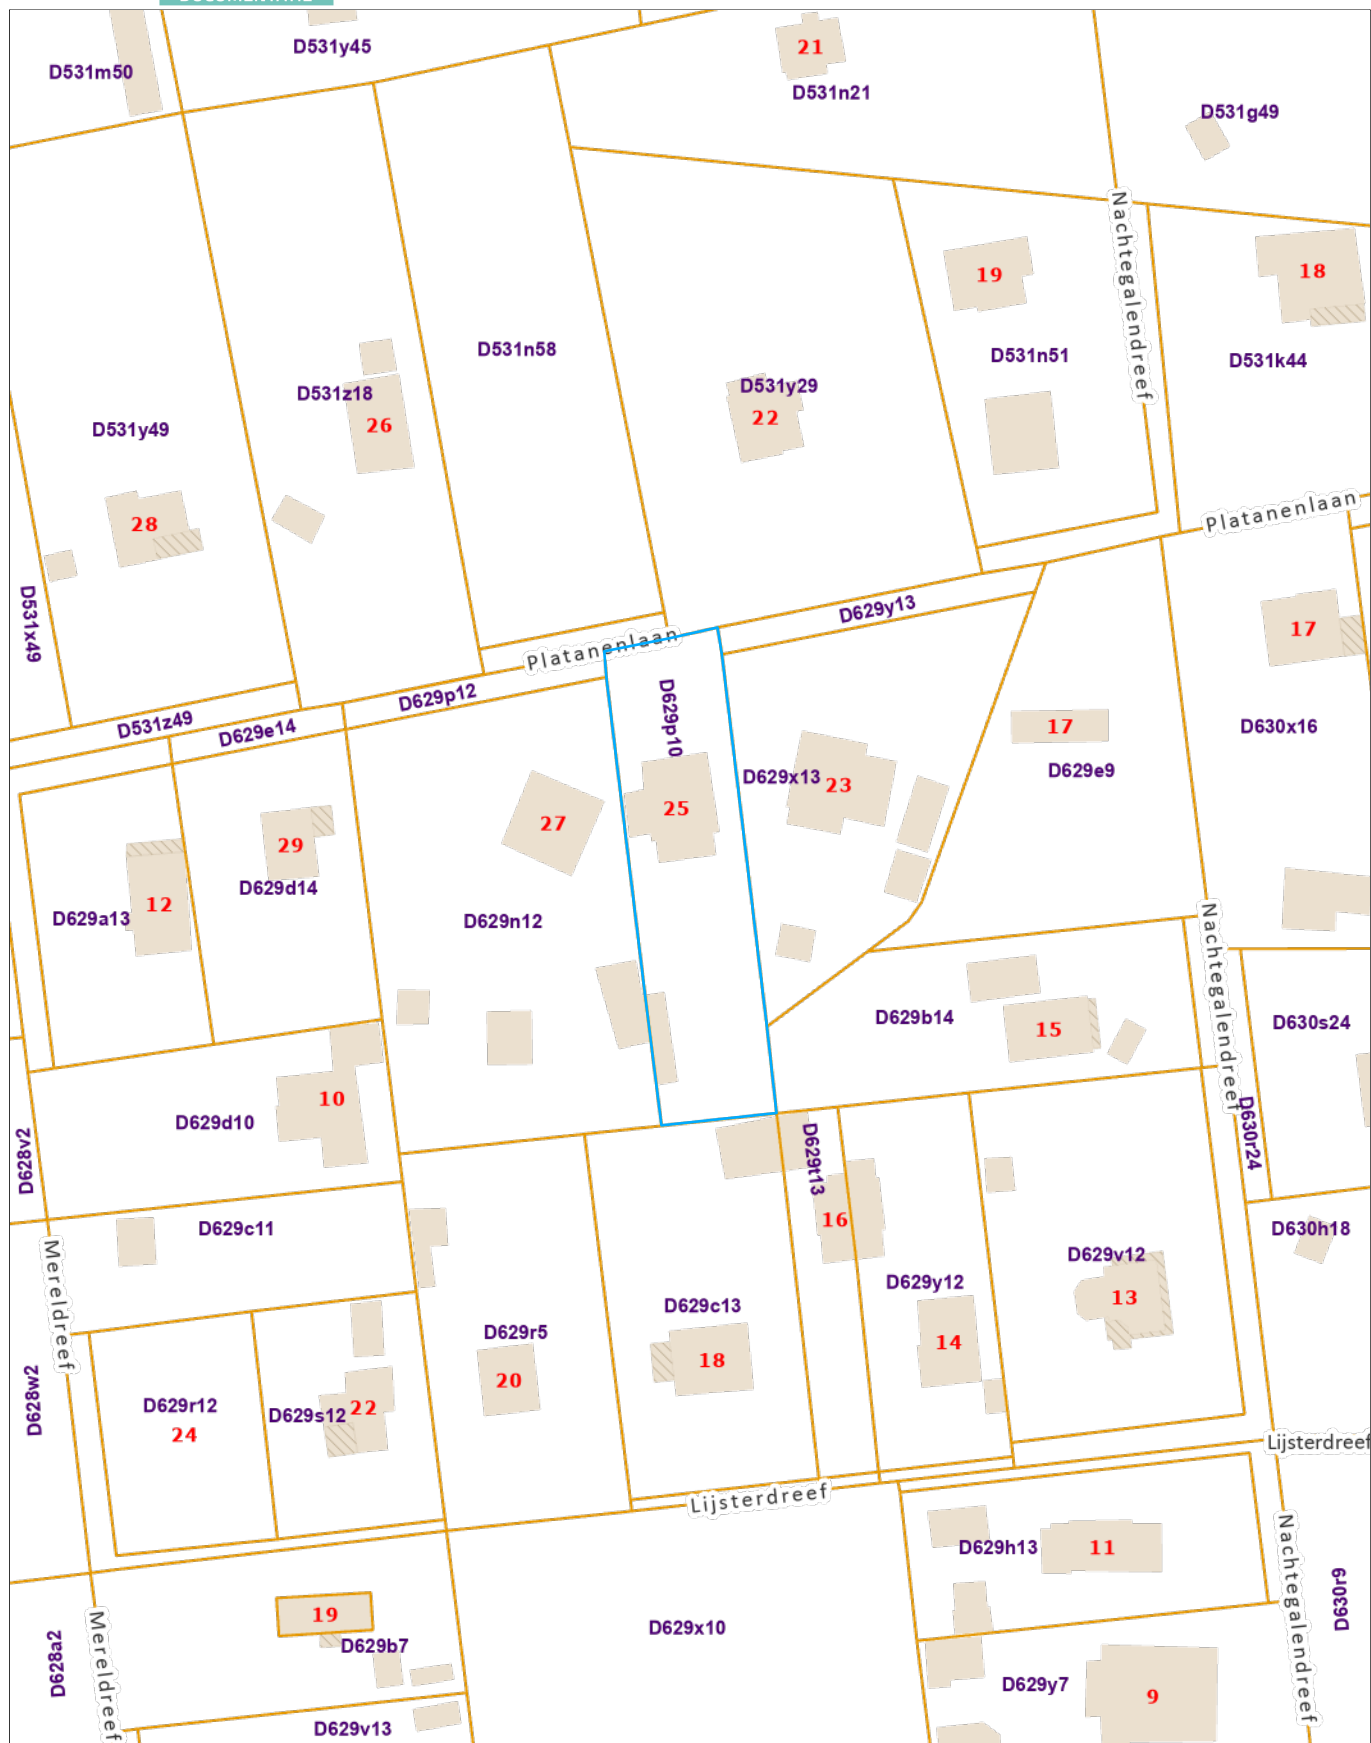 D531y45
D531m50
21
D531n21
D531g49
Nachtegalendreef
19
18
D531n51
D531k44
D531n58
D531z18
26
D531y29
22
D531y49
28
Platanenlaan
D531x49
D629y13
17
Platanenlaan
D629p12
D531z49
D629e14
D629p10
17
D630x16
D629e9
D629x13
23
25
27
29
D629d14
12
D629a13
D629n12
Nachtegalendreef
D629b14
15
D630s24
10
D629d10
D628v2
D629t13
D630r24
D629c11
16
D630h18
Mereldreef
D629v12
13
D629y12
D629c13
14
D629r5
18
20
D628w2
D629r12
24
D629s12
22
Lijsterdreef
Lijsterdreef
D629h13
11
Nachtegalendreef
D630r9
19
D629b7
D628a2
Mereldreef
D629x10
D629y7
9
D629v13